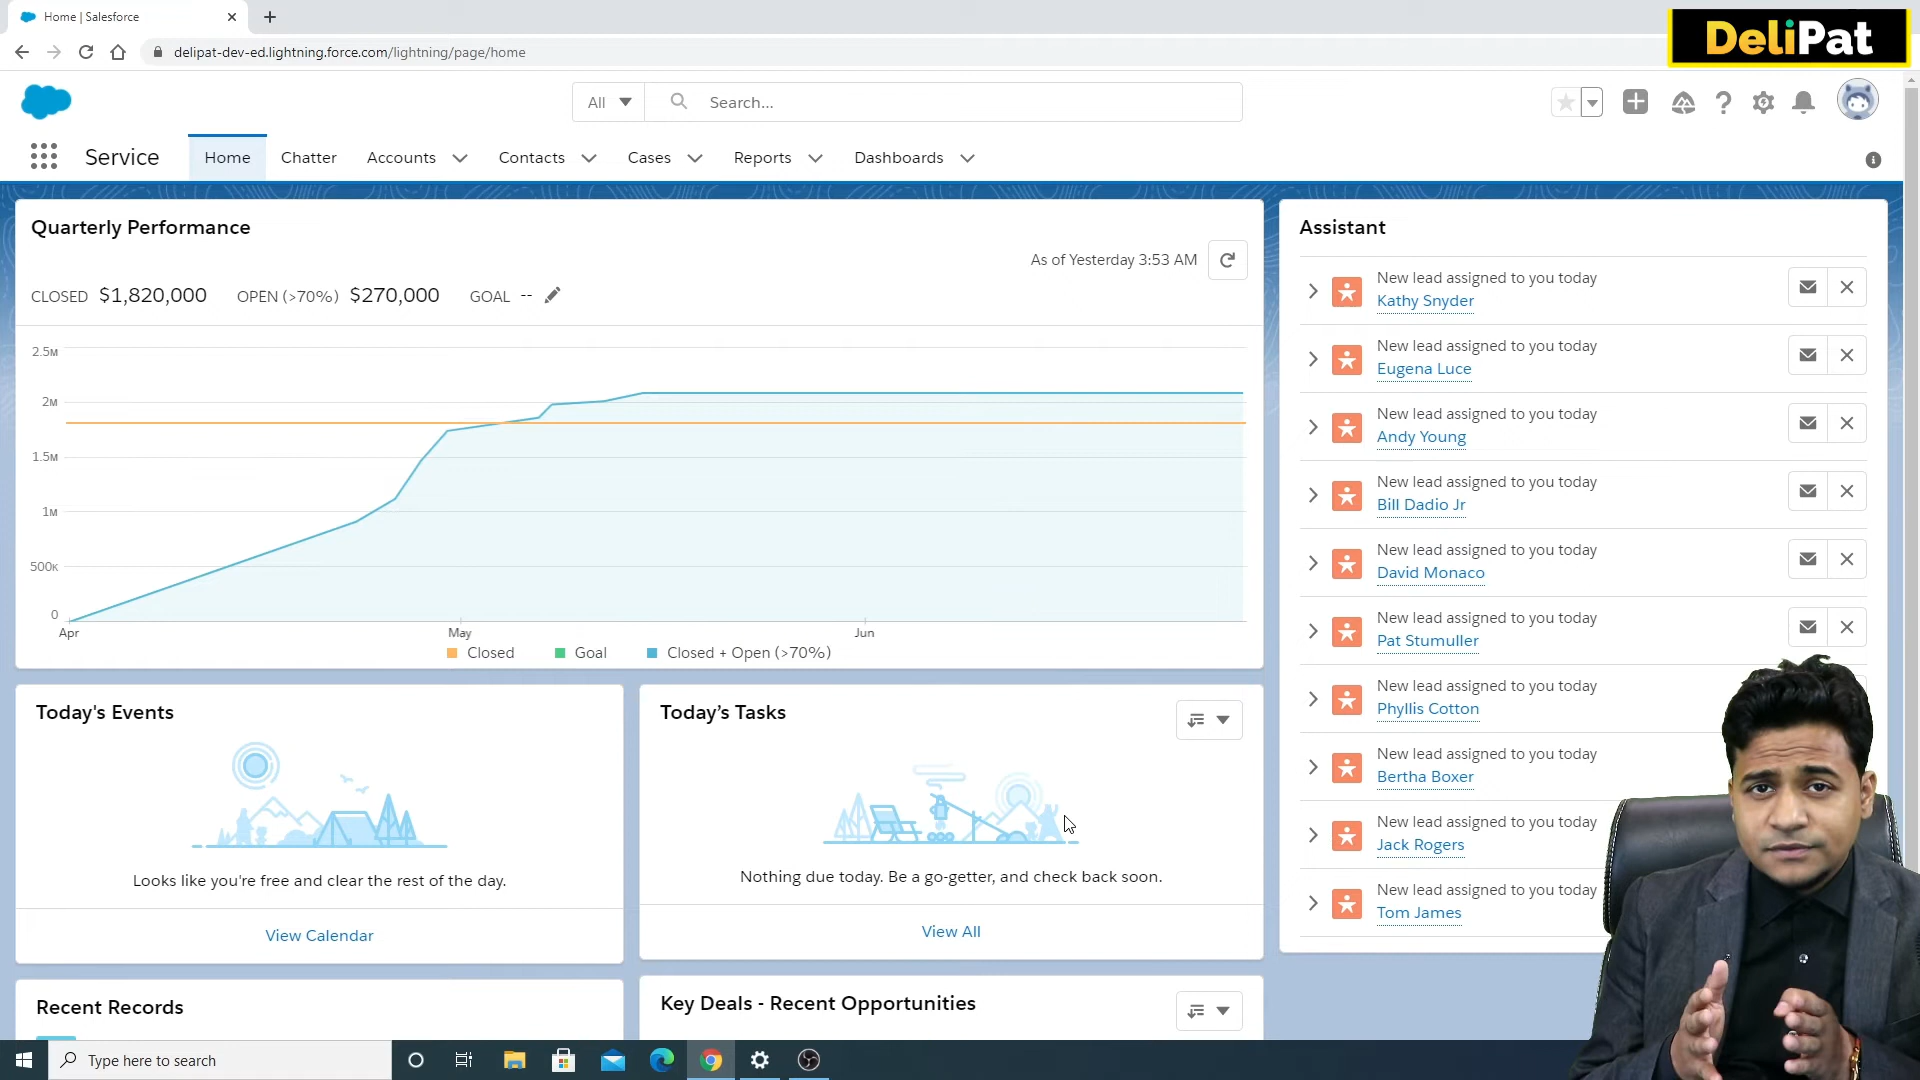 Home | Salesforce
delipat-dev-ed.lightning.force.com/lightning/page/home
DeliPat
All
Search...
Service
Home
Chatter
Accounts
Contacts
Cases
Reports
Dashboards
Quarterly Performance
As of Yesterday 3:53 AM
CLOSED $1,820,000 OPEN (>70%) $270,000 GOAL --
2.5M
2M
1.5M
1M
500K
0
Apr
May
Jun
Closed
Goal
Closed + Open (>70%)
Today's Events
Looks like you're free and clear the rest of the day.
View Calendar
Today’s Tasks
Nothing due today. Be a go-getter, and check back soon.
View All
Recent Records
Key Deals - Recent Opportunities
Assistant
New lead assigned to you today
Kathy Snyder
New lead assigned to you today
Eugena Luce
New lead assigned to you today
Andy Young
New lead assigned to you today
Bill Dadio Jr
New lead assigned to you today
David Monaco
New lead assigned to you today
Pat Stumuller
New lead assigned to you today
Phyllis Cotton
New lead assigned to you today
Bertha Boxer
New lead assigned to you today
Jack Rogers
New lead assigned to you today
Tom James
Type here to search